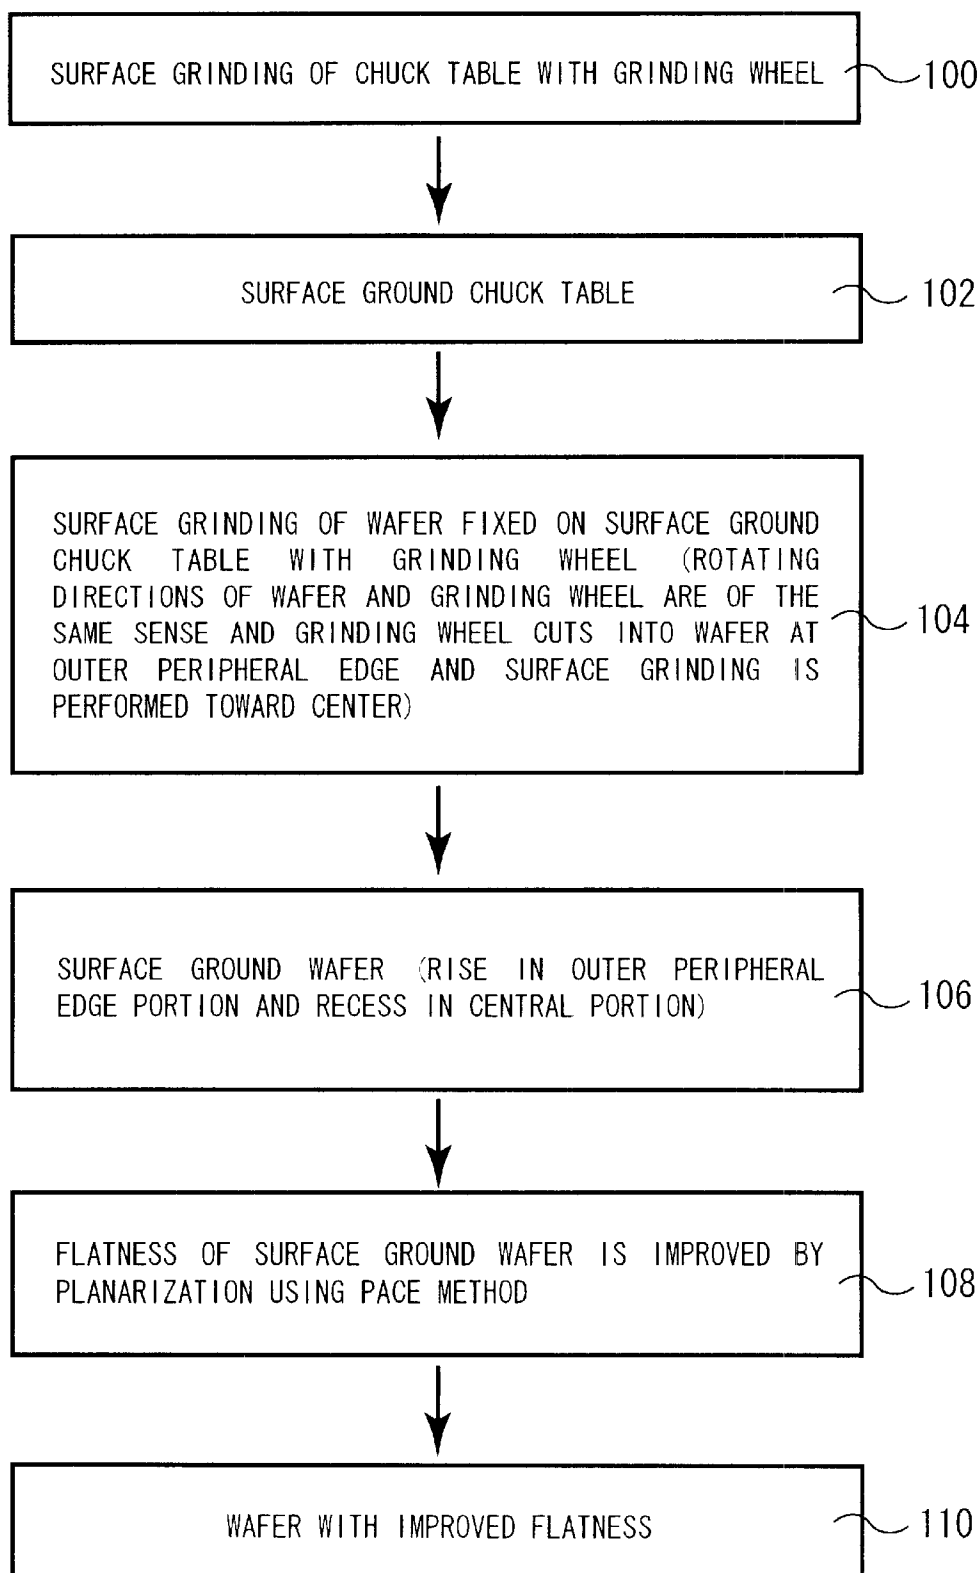 SURFACE GRINDING OF CHUCK TABLE WITH GRINDING WHEEL
100
SURFACE GROUND CHUCK TABLE
102
SURFACE GRINDING OF WAFER FIXED ON SURFACE GROUND
CHUCK TABLE WITH GRINDING WHEEL (ROTATING
DIRECTIONS OF WAFER AND GRINDING WHEEL ARE OF THE
SAME SENSE AND GRINDING WHEEL CUTS INTO WAFER AT
OUTER PERIPHERAL EDGE AND SURFACE GRINDING IS
PERFORMED TOWARD CENTER)
104
SURFACE GROUND WAFER (RISE IN OUTER PERIPHERAL
EDGE PORTION AND RECESS IN CENTRAL PORTION)
106
FLATNESS OF SURFACE GROUND WAFER IS IMPROVED BY
PLANARIZATION USING PACE METHOD
108
WAFER WITH IMPROVED FLATNESS
110